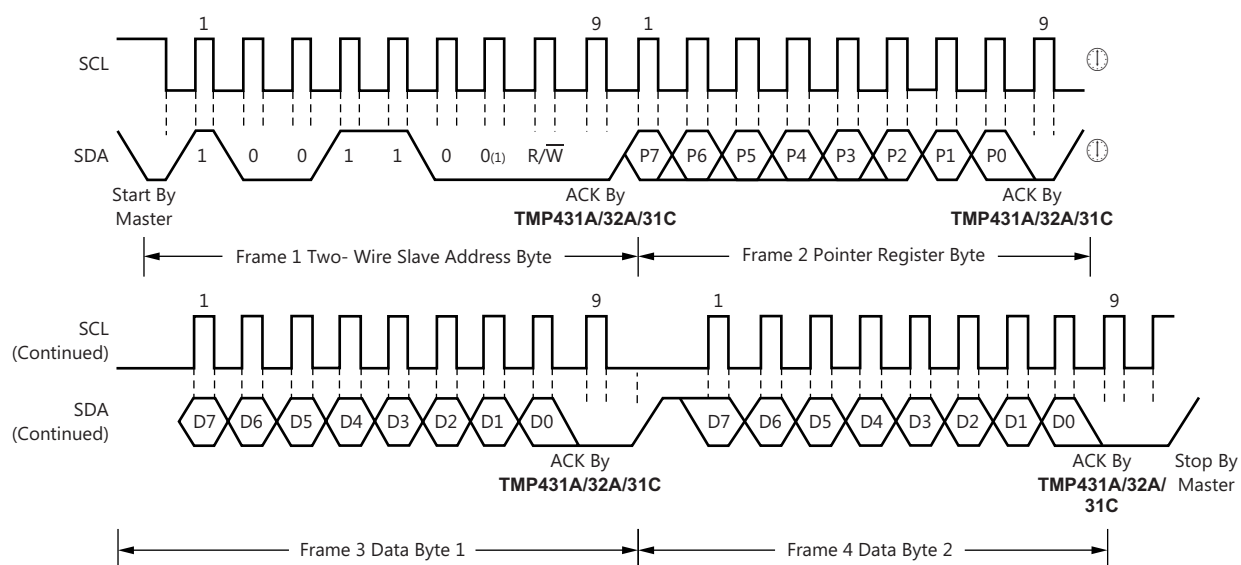 1 9 1 9
SCL
SDA 1 0 0 1 1 0 0(1) R/W̅ P7 P6 P5 P4 P3 P2 P1 P0
Start By
Master
ACK By
TMP431A/32A/31C
ACK By
TMP431A/32A/31C
Frame 1 Two- Wire Slave Address Byte
Frame 2 Pointer Register Byte
1 9 1 9
SCL
(Continued)
SDA
(Continued)
D7 D6 D5 D4 D3 D2 D1 D0 D7 D6 D5 D4 D3 D2 D1 D0
ACK By
TMP431A/32A/31C
ACK By
TMP431A/32A/
31C
Stop By
Master
Frame 3 Data Byte 1
Frame 4 Data Byte 2